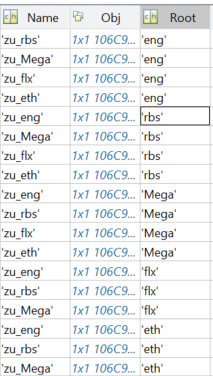 Name Obj Root
'zu_rbs' 1x1 106C9... 'eng'
'zu_Mega' 1x1 106C9... 'eng'
'zu_flx' 1x1 106C9... 'eng'
'zu_eth' 1x1 106C9... 'eng'
'zu_eng' 1x1 106C9... 'rbs'
'zu_Mega' 1x1 106C9... 'rbs'
'zu_flx' 1x1 106C9... 'rbs'
'zu_eth' 1x1 106C9... 'rbs'
'zu_eng' 1x1 106C9... 'Mega'
'zu_rbs' 1x1 106C9... 'Mega'
'zu_flx' 1x1 106C9... 'Mega'
'zu_eth' 1x1 106C9... 'Mega'
'zu_eng' 1x1 106C9... 'flx'
'zu_rbs' 1x1 106C9... 'flx'
'zu_Mega' 1x1 106C9... 'flx'
'zu_eng' 1x1 106C9... 'eth'
'zu_rbs' 1x1 106C9... 'eth'
'zu_Mega' 1x1 106C9... 'eth'